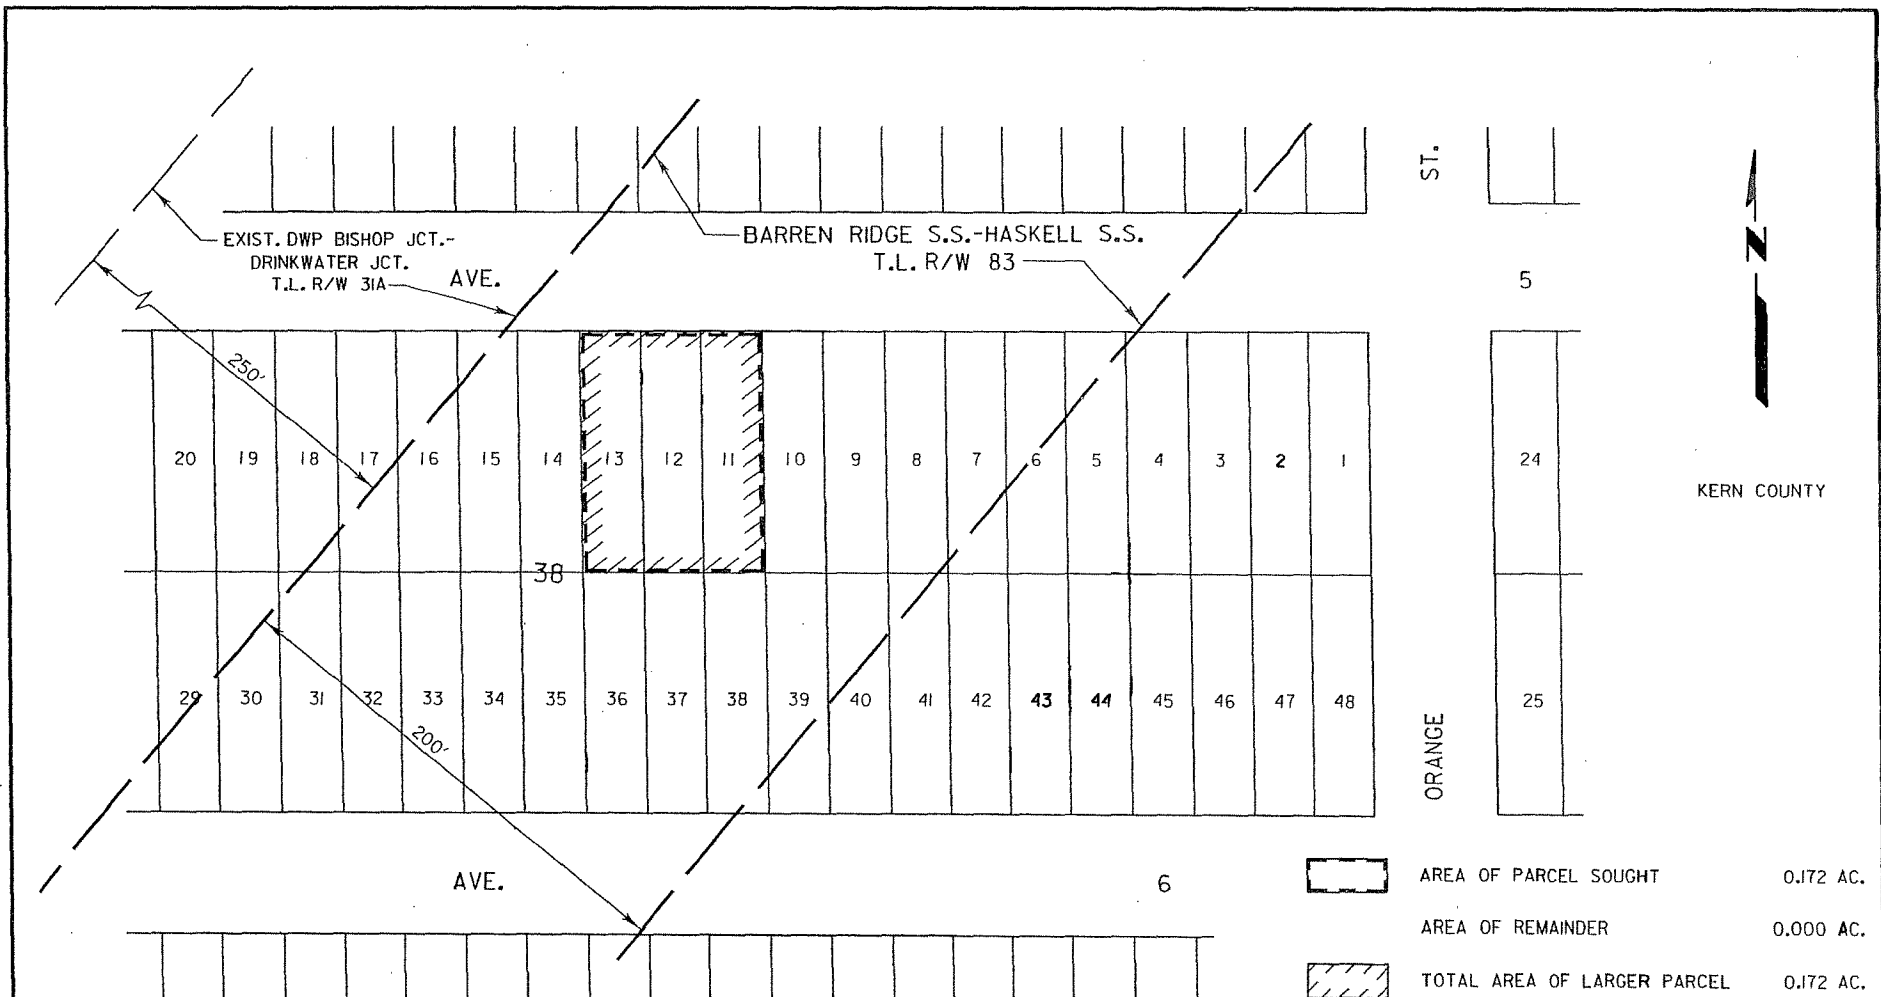 ST.
EXIST. DWP BISHOP JCT.-
DRINKWATER JCT.
T.L. R/W 31A
AVE.
BARREN RIDGE S.S.-HASKELL S.S.
T.L. R/W 83
5
N
250'
20 19 18 17 16 15 14 13 12 11 10 9 8 7 6 5 4 3 2 1 24
KERN COUNTY
38
29 30 31 32 33 34 35 36 37 38 39 40 41 42 43 44 45 46 47 48 25
200'
ORANGE
AVE.
6
AREA OF PARCEL SOUGHT 0.172 AC.
AREA OF REMAINDER 0.000 AC.
TOTAL AREA OF LARGER PARCEL 0.172 AC.